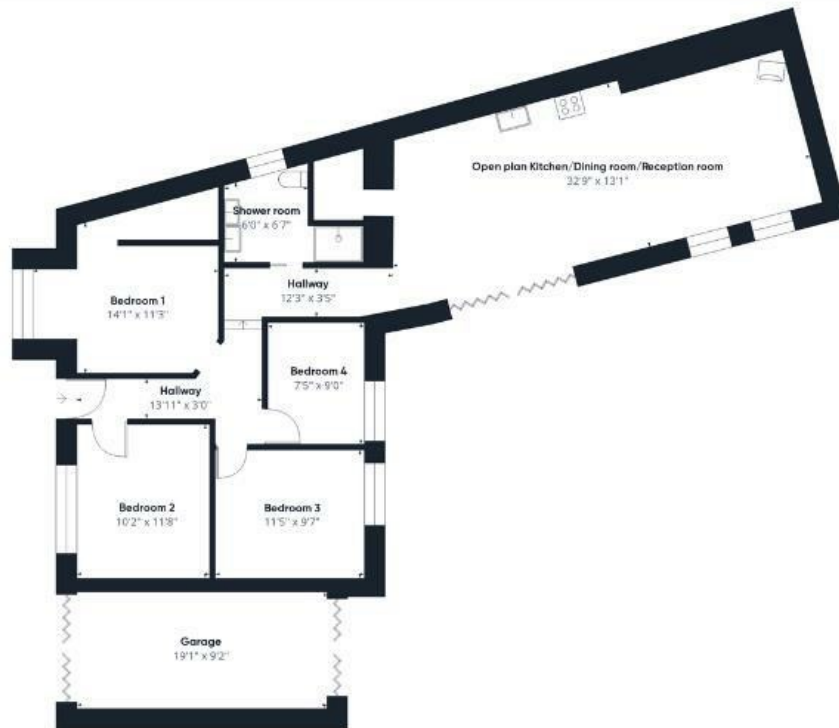 Open plan Kitchen/Dining room/Reception room
32'9" x 13'1"
Shower room
6'0" x 6'7"
Hallway
12'3" x 3'5"
Bedroom 1
14'1" x 11'3"
Bedroom 4
7'5" x 9'0"
Hallway
13'11" x 3'0"
Bedroom 2
10'2" x 11'8"
Bedroom 3
11'5" x 9'7"
Garage
19'1" x 9'2"